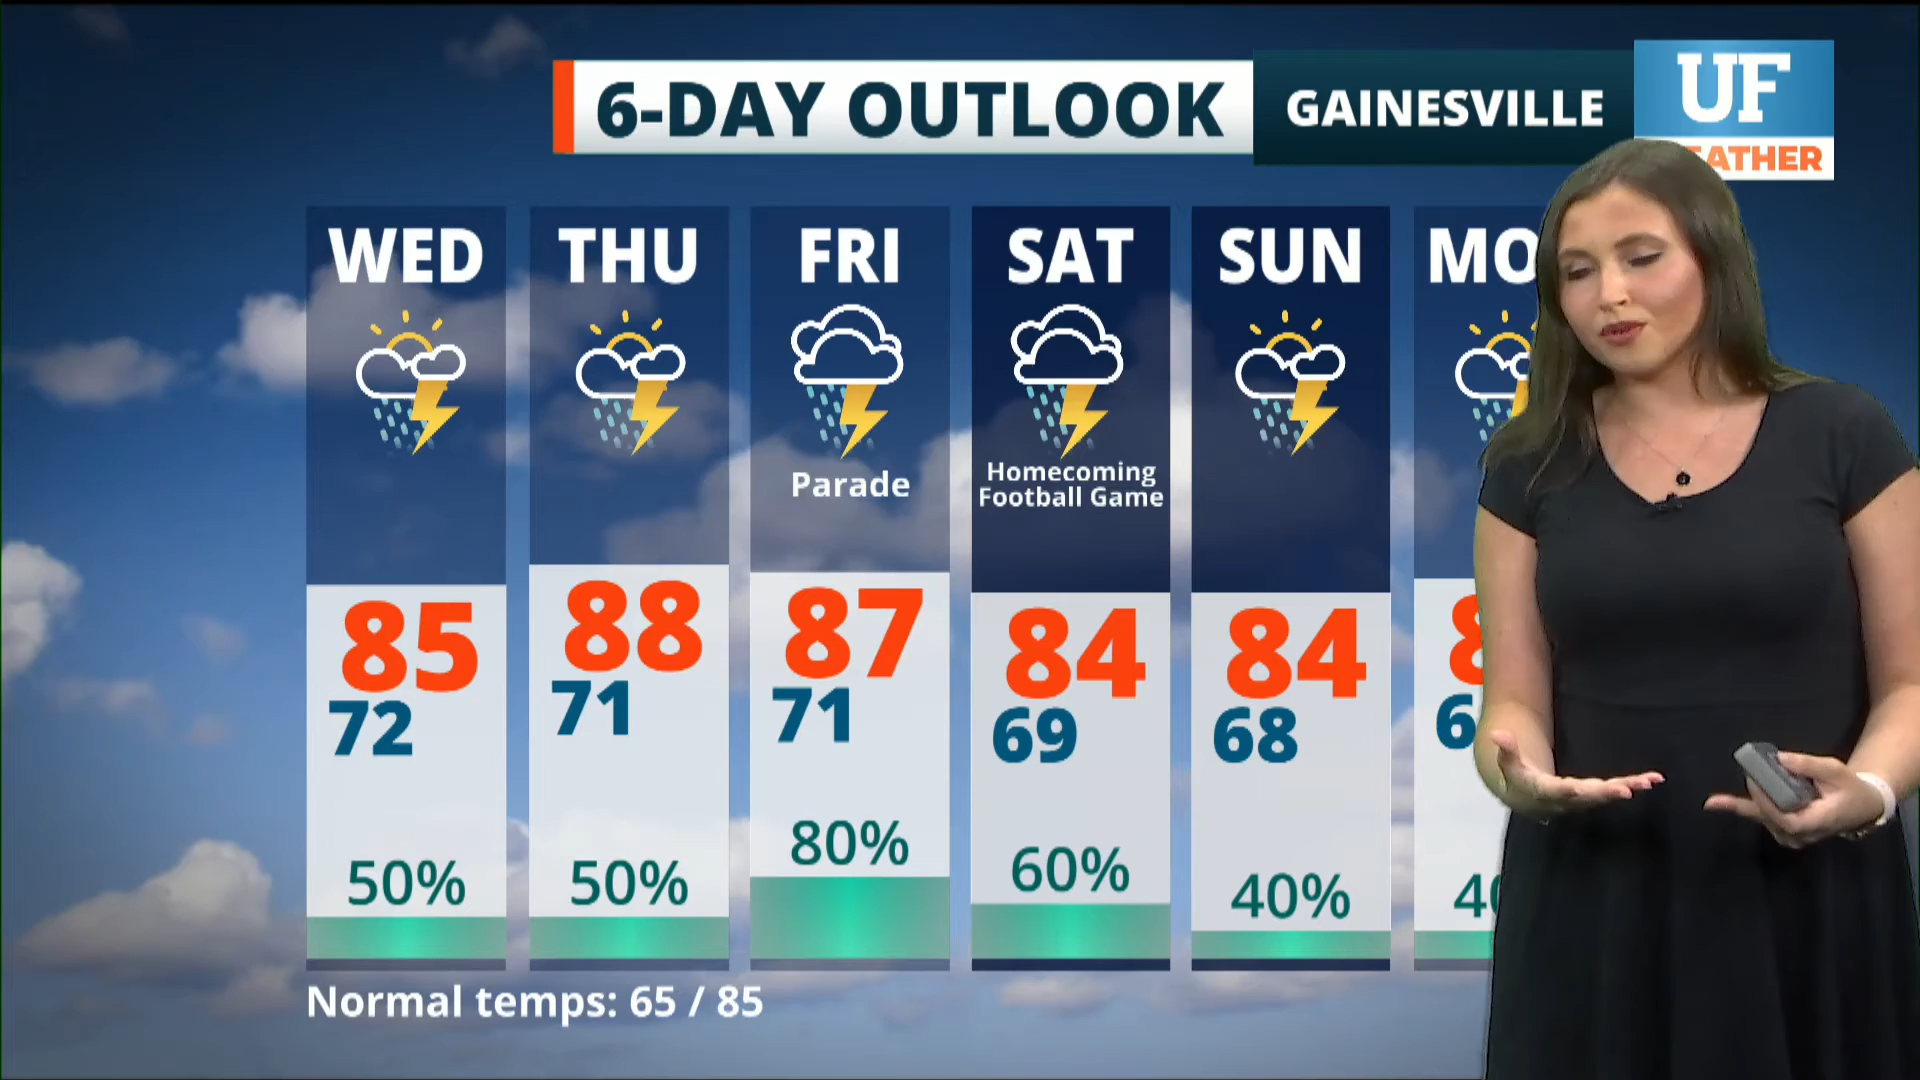 6-DAY OUTLOOK
GAINESVILLE
UF
WED
THU
FRI
SAT
SUN
Parade
Homecoming
Football Game
85
88
87
84
84
72
71
71
69
68
50%
50%
80%
60%
40%
Normal temps: 65 / 85